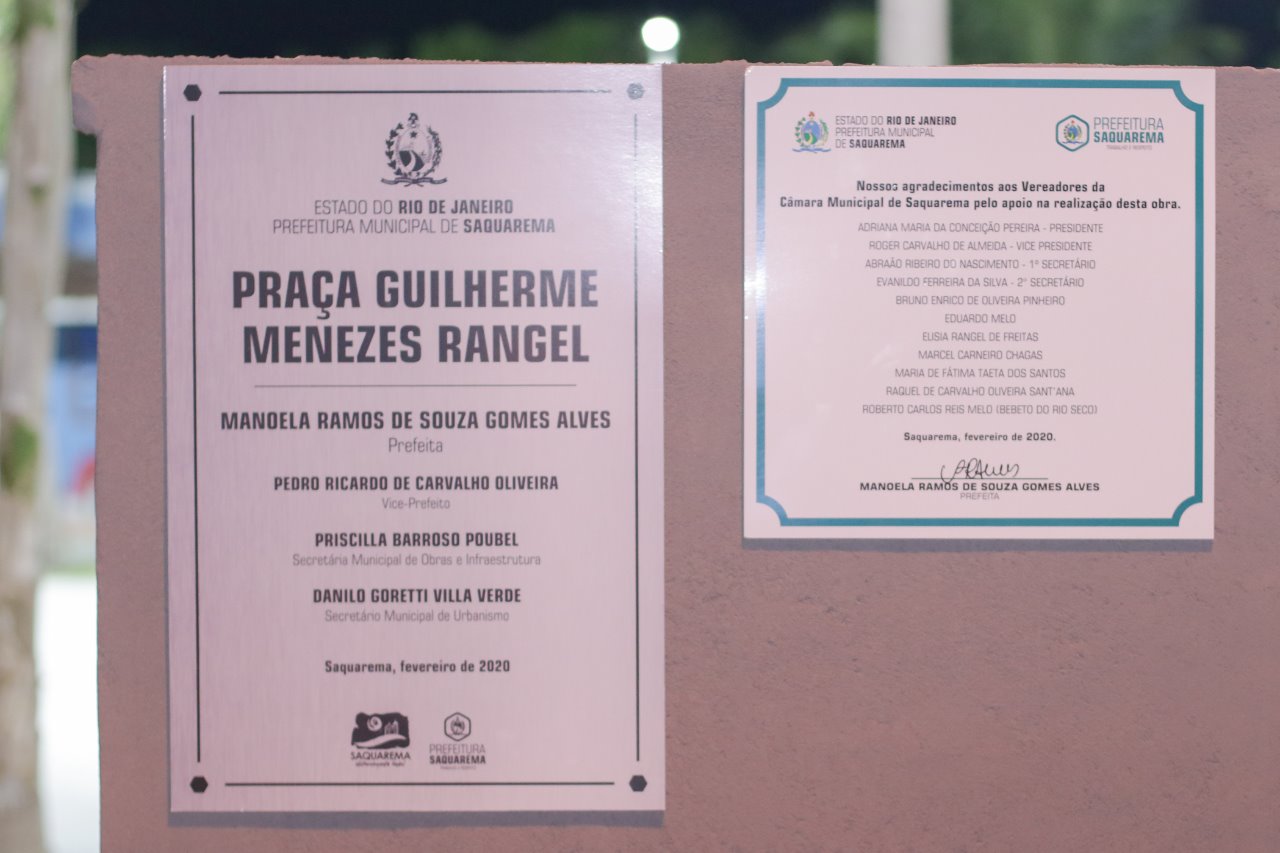 ESTADO DO RIO DE JANEIRO
PREFEITURA MUNICIPAL DE SAQUAREMA
PRAÇA GUILHERME
MENEZES RANGEL
MANOELA RAMOS DE SOUZA GOMES ALVES
Prefeita
PEDRO RICARDO DE CARVALHO OLIVEIRA
Vice-Prefeito
PRISCILLA BARROSO POUBEL
Secretária Municipal de Obras e Infraestrutura
DANILO GORETTI VILLA VERDE
Secretário Municipal de Urbanismo
Saquarema, fevereiro de 2020
SAQUAREMA
PREFEITURA
SAQUAREMA
ESTADO DO RIO DE JANEIRO
PREFEITURA MUNICIPAL
DE SAQUAREMA
PREFEITURA
SAQUAREMA
TRABALHO E RESPEITO
Nossos agradecimentos aos Vereadores da
Câmara Municipal de Saquarema pelo apoio na realização desta obra.
ADRIANA MARIA DA CONCEIÇÃO PEREIRA - PRESIDENTE
ROGER CARVALHO DE ALMEIDA - VICE PRESIDENTE
ABRAÃO RIBEIRO DO NASCIMENTO - 1º SECRETÁRIO
EVANILDO FERREIRA DA SILVA - 2º SECRETÁRIO
BRUNO ENRICO DE OLIVEIRA PINHEIRO
EDUARDO MELO
ELISIA RANGEL DE FREITAS
MARCEL CARNEIRO CHAGAS
MARIA DE FÁTIMA TAETA DOS SANTOS
RAQUEL DE CARVALHO OLIVEIRA SANT'ANA
ROBERTO CARLOS REIS MELO (BEBETO DO RIO SECO)
Saquarema, fevereiro de 2020.
MANOELA RAMOS DE SOUZA GOMES ALVES
PREFEITA